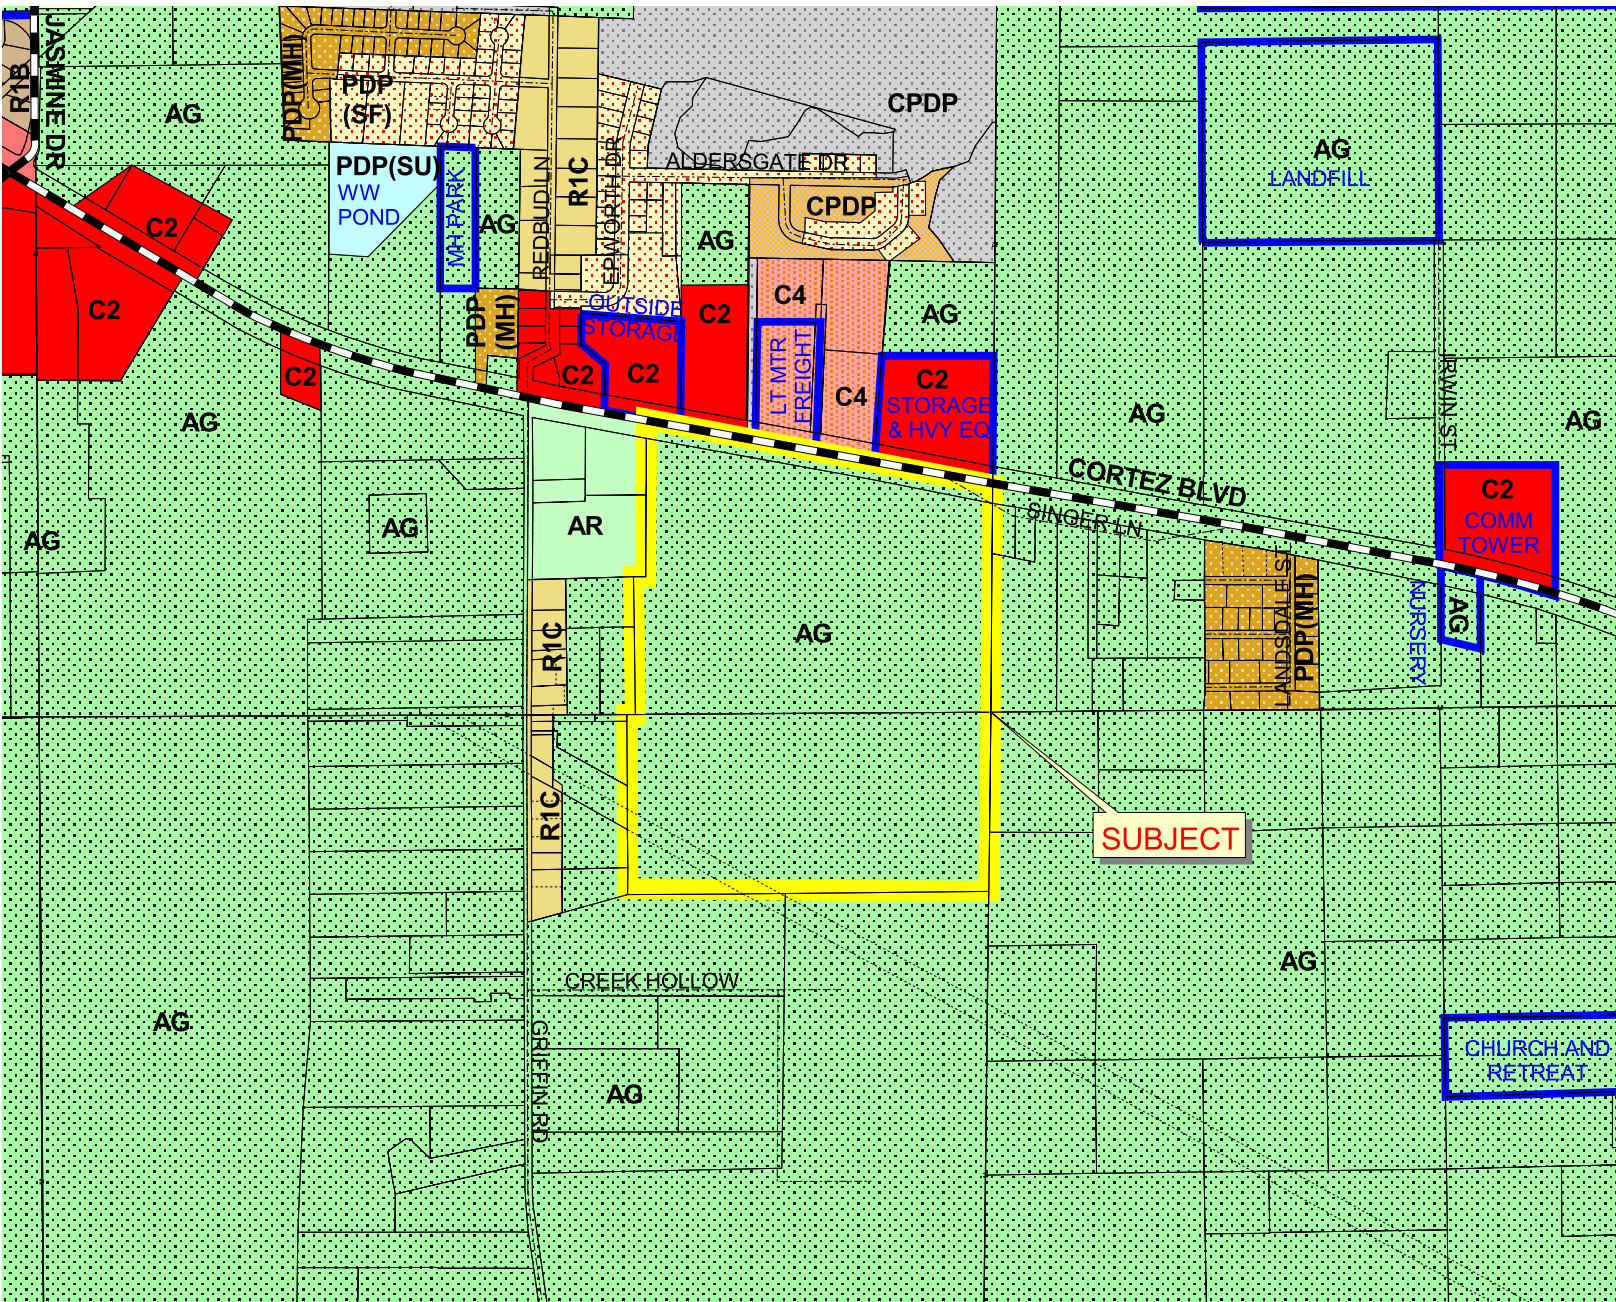 JASMINE DR
R1B
AG
PDP(MH)
PDP
(SF)
PDP(SU)
WW
POND
MH PARK
AG
REDBUD LN
R1C
EPWORTH DR
ALDERSGATE DR
CPDP
CPDP
AG
AG
LANDFILL
C2
C2
C2
PDP
(MH)
OUTSIDE
STORAGE
C2
C2
C2
C4
LT MTR
FREIGHT
C4
AG
C2
STORAGE
& HVY EQ
AG
IRWIN ST
AG
AG
AG
AG
AR
CORTEZ BLVD
SINGER LN
C2
COMM
TOWER
AG
NURSERY
LANDSDALE ST
PDP(MH)
R1C
AG
R1C
SUBJECT
AG
CREEK HOLLOW
AG
GRIFFIN RD
AG
CHURCH AND
RETREAT